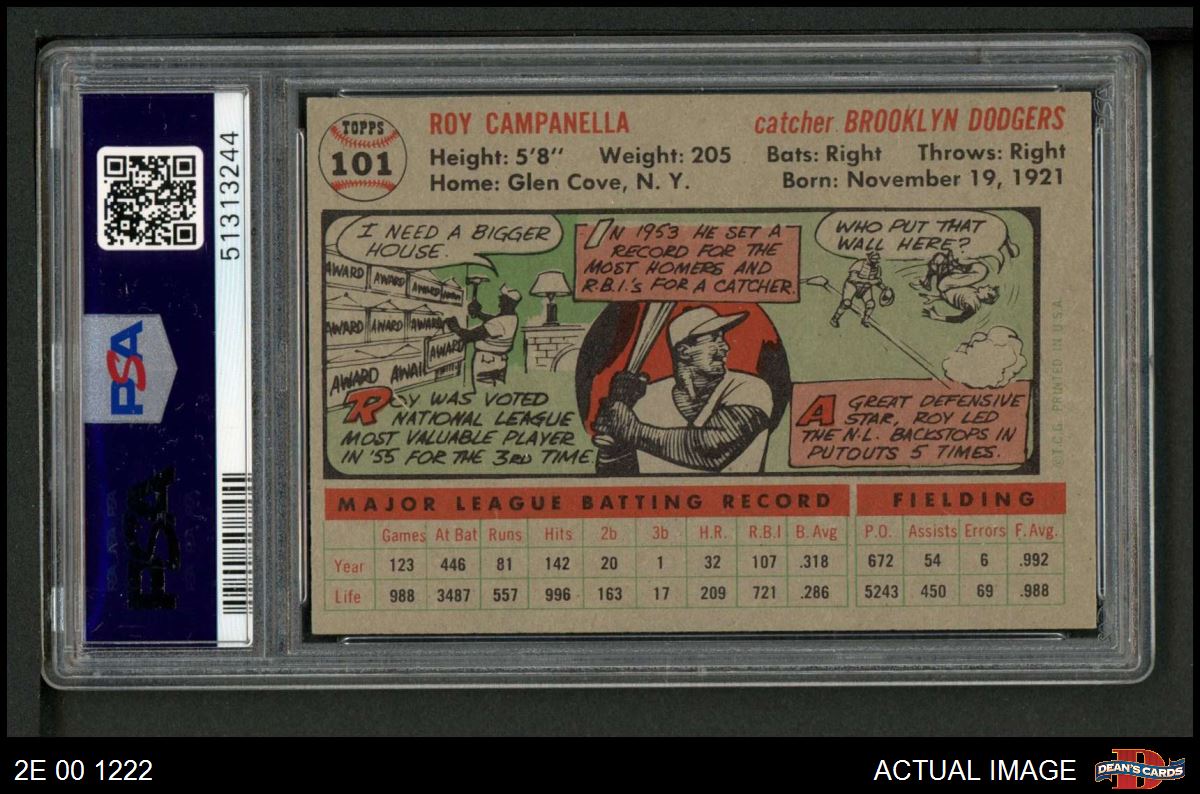 TOPPS
101
ROY CAMPANELLA
catcher BROOKLYN DODGERS
Height: 5'8" Weight: 205 Bats: Right Throws: Right
Home: Glen Cove, N. Y. Born: November 19, 1921
I NEED A BIGGER
HOUSE.
AWARD AWARD AWARD
AWARD AWARD AWARD
AWARD
AWARD
IN 1953 HE SET A
RECORD FOR THE
MOST HOMERS AND
R.B.I.'S FOR A CATCHER.
WHO PUT THAT
WALL HERE?
ROY WAS VOTED
NATIONAL LEAGUE
MOST VALUABLE PLAYER
IN '55 FOR THE 3RD TIME
A GREAT DEFENSIVE
STAR, ROY LED
THE N.L. BACKSTOPS IN
PUTOUTS 5 TIMES.
©T.C.G. PRINTED IN U.S.A.
MAJOR LEAGUE BATTING RECORD
FIELDING
Games At Bat Runs Hits 2b 3b H.R. R.B.I B. Avg P.O. Assists Errors F. Avg.
Year 123 446 81 142 20 1 32 107 .318 672 54 6 .992
Life 988 3487 557 996 163 17 209 721 .286 5243 450 69 .988
51313244
PSA
PSA
2E 00 1222
ACTUAL IMAGE
DEAN'S CARDS